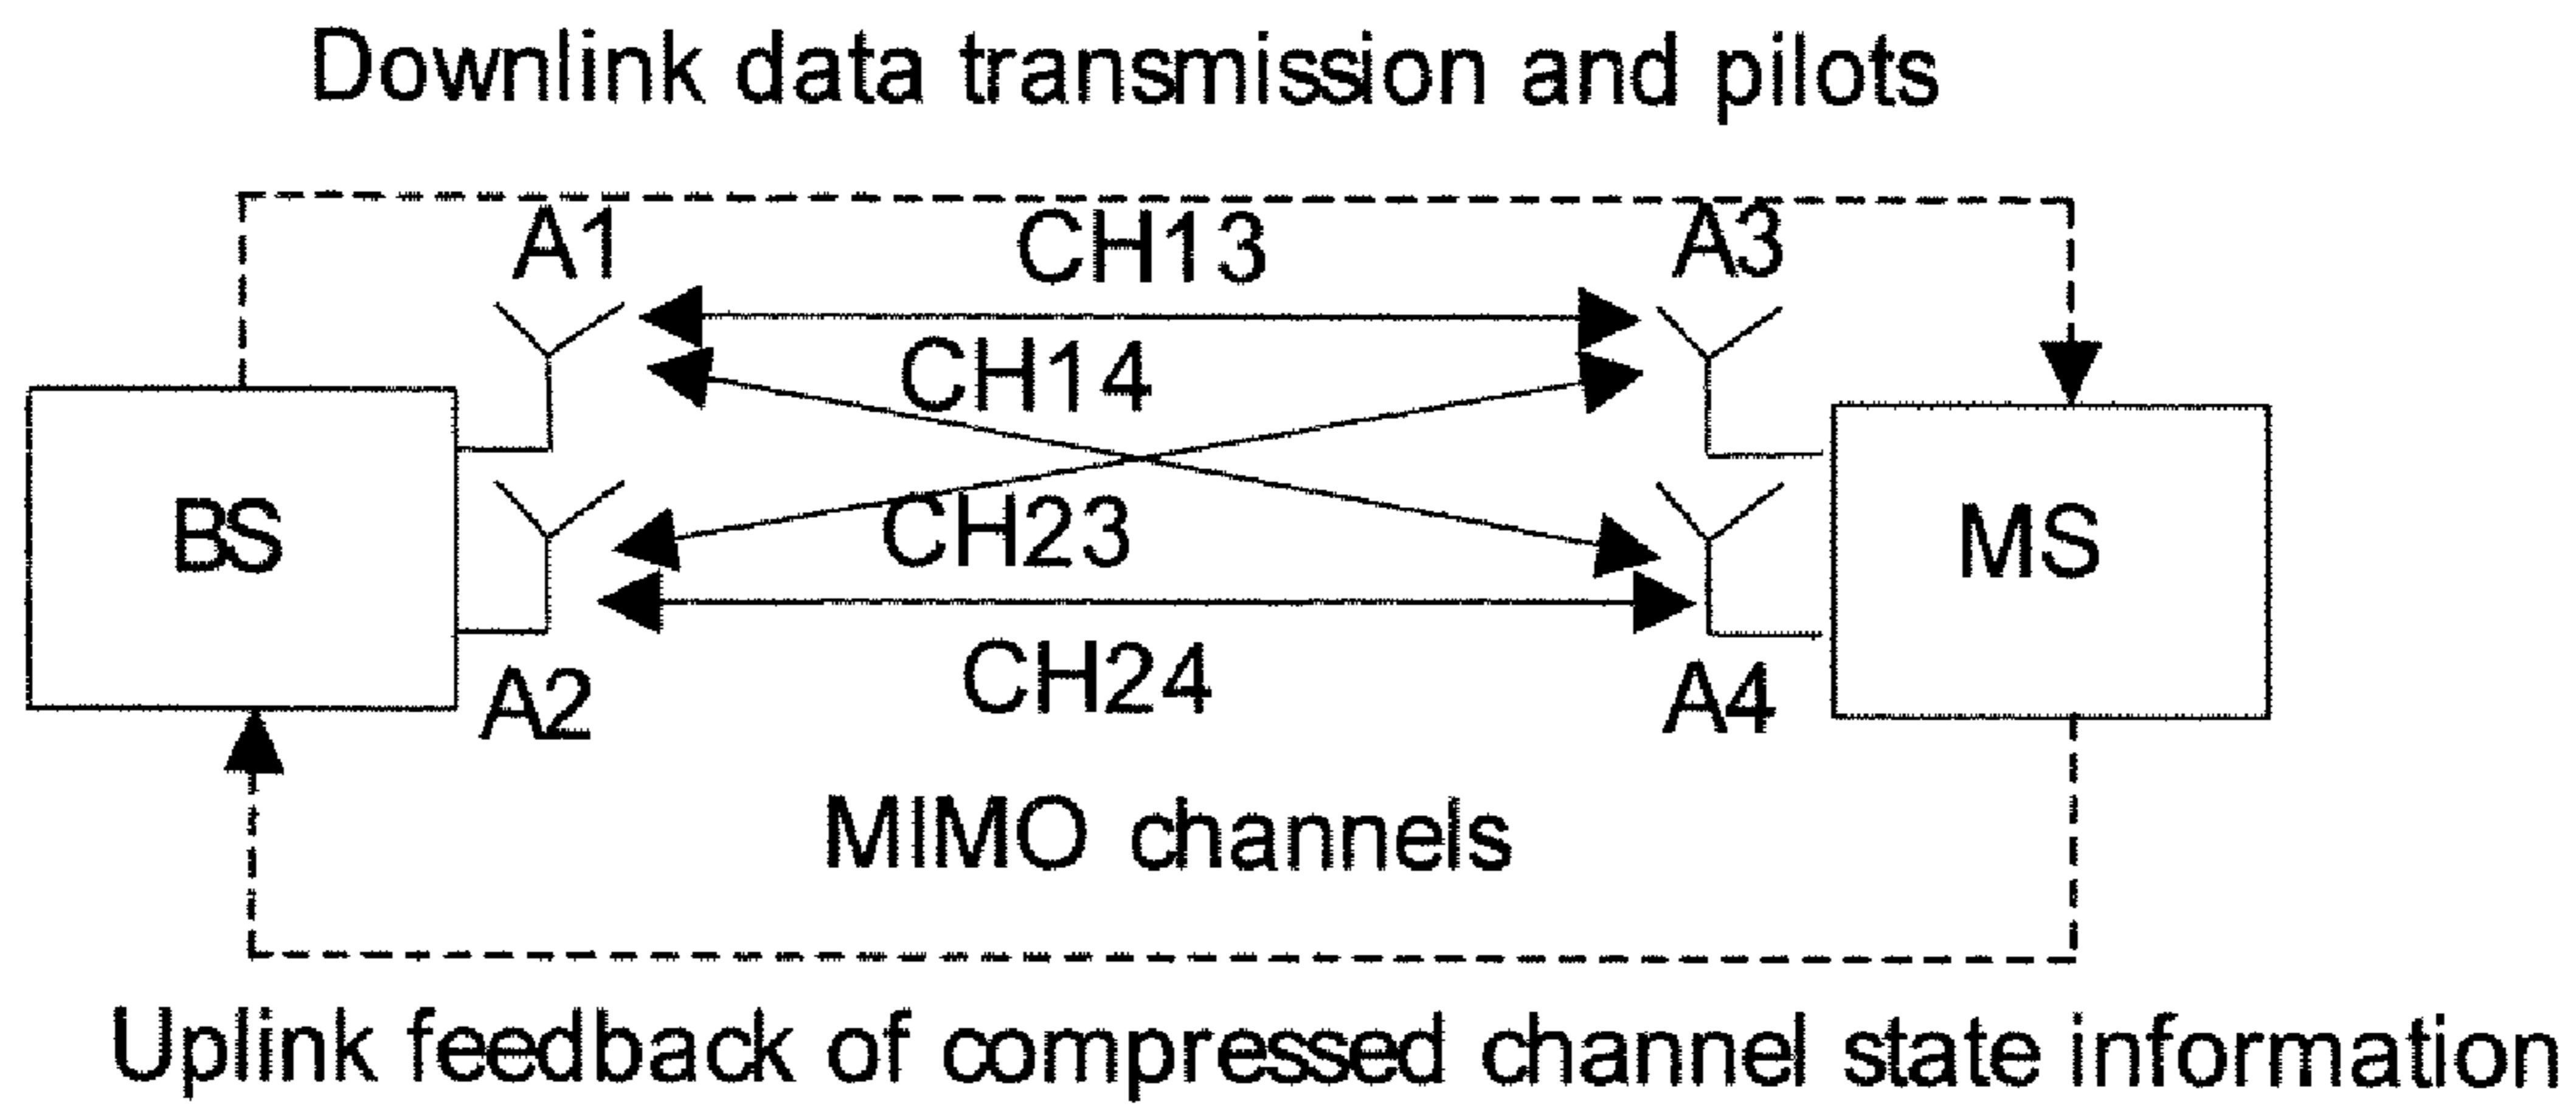 Downlink data transmission and pilots
A1 CH13 A3
CH14
BS CH23 MS
A2 CH24 A4
MIMO channels
Uplink feedback of compressed channel state information